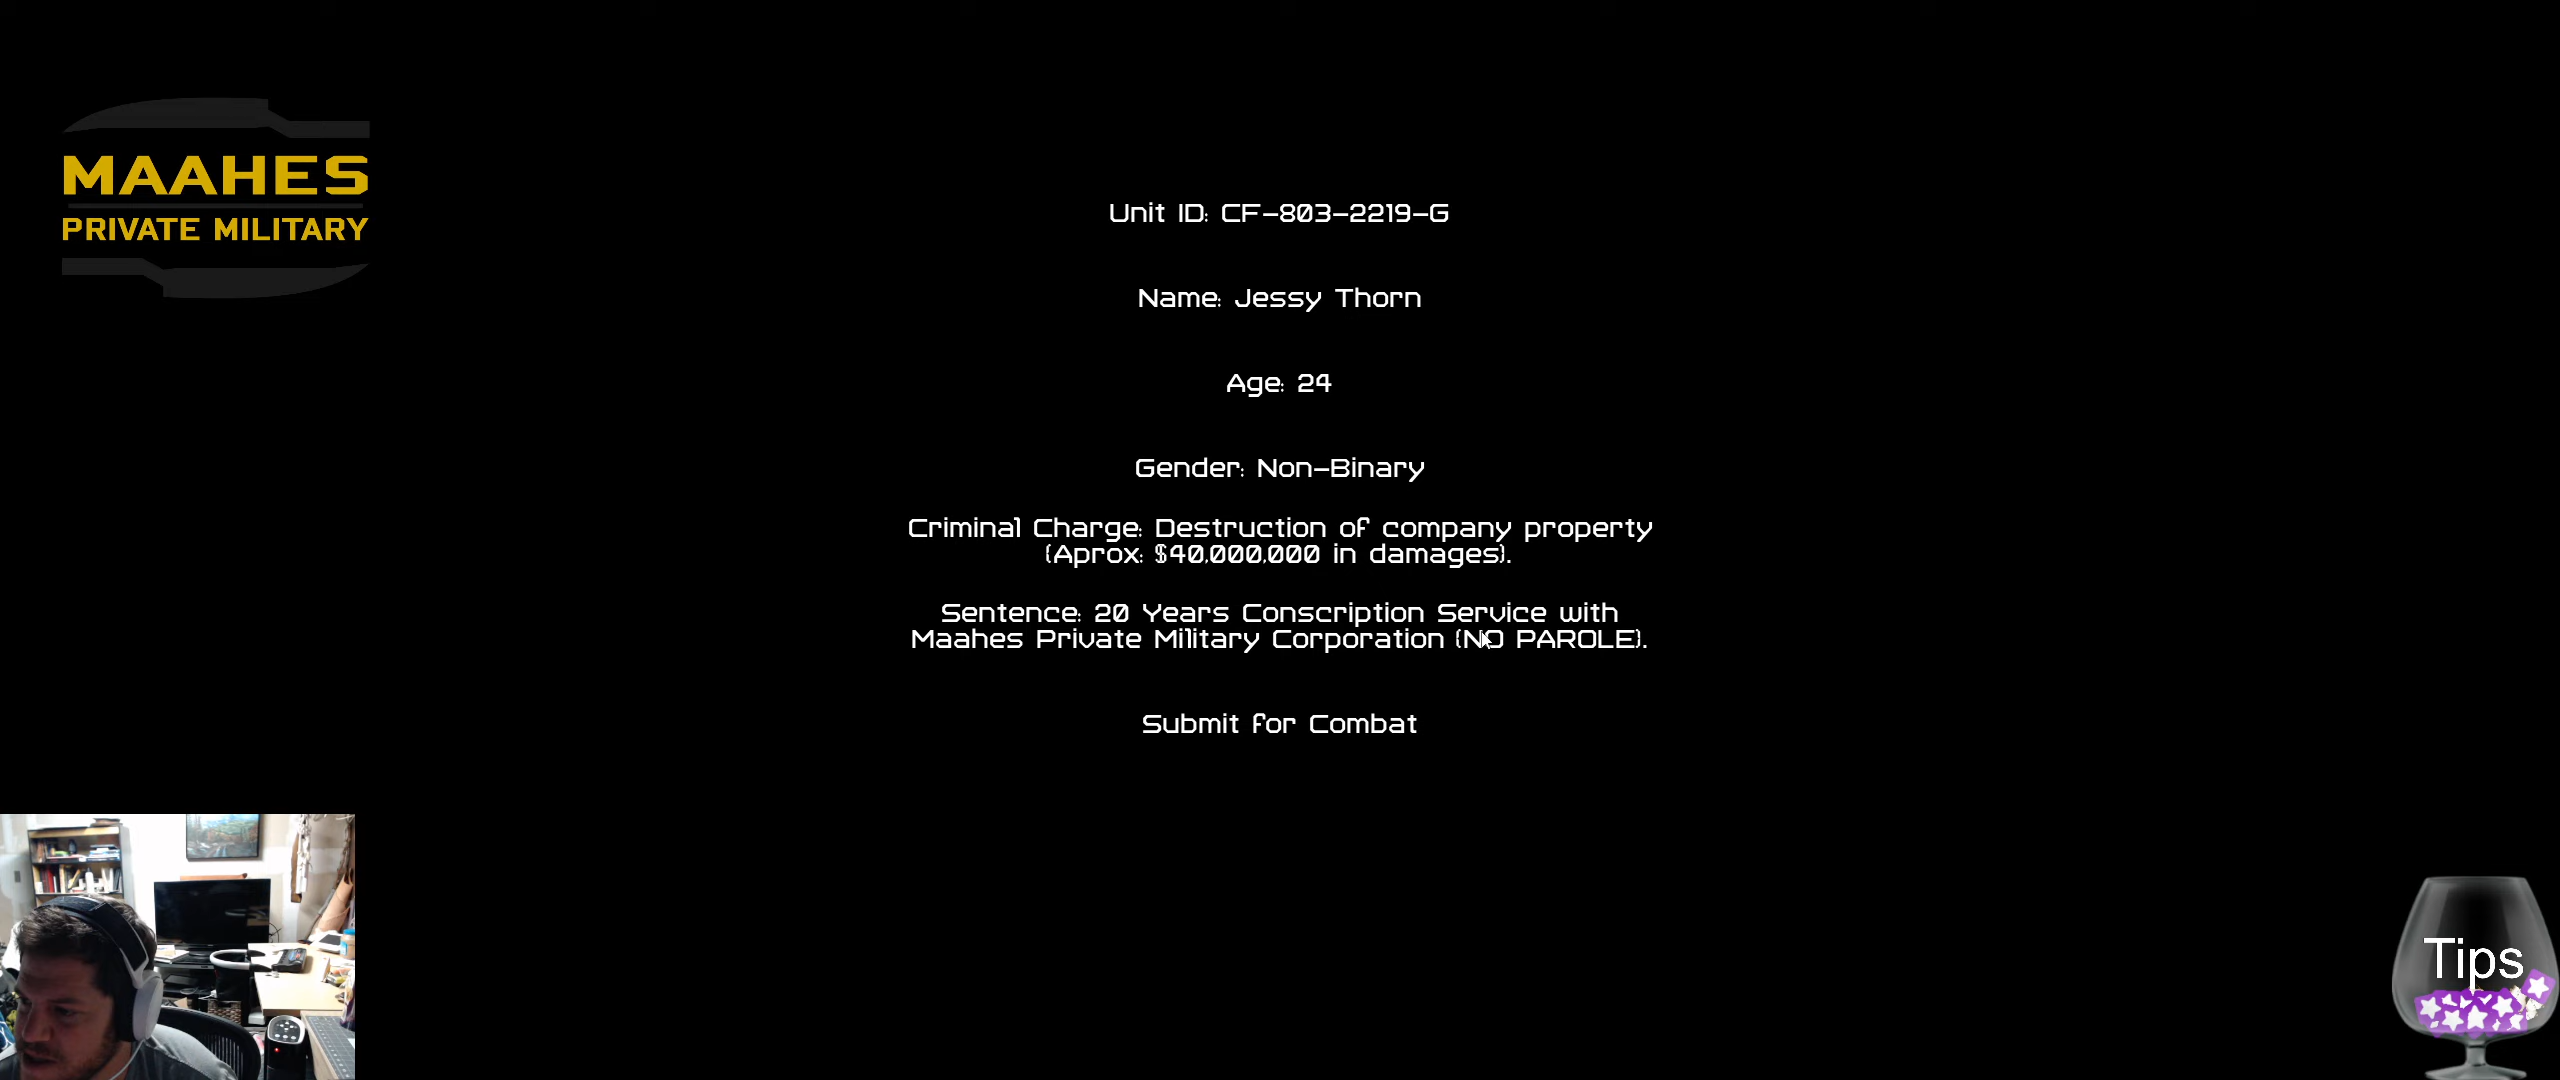 MAAHES
PRIVATE MILITARY
Unit ID: CF-803-2219-G
Name: Jessy Thorn
Age: 24
Gender: Non-Binary
Criminal Charge: Destruction of company property
(Aprox: $40,000,000 in damages).
Sentence: 20 Years Conscription Service with
Maahes Private Military Corporation (NO PAROLE).
Submit for Combat
Tips